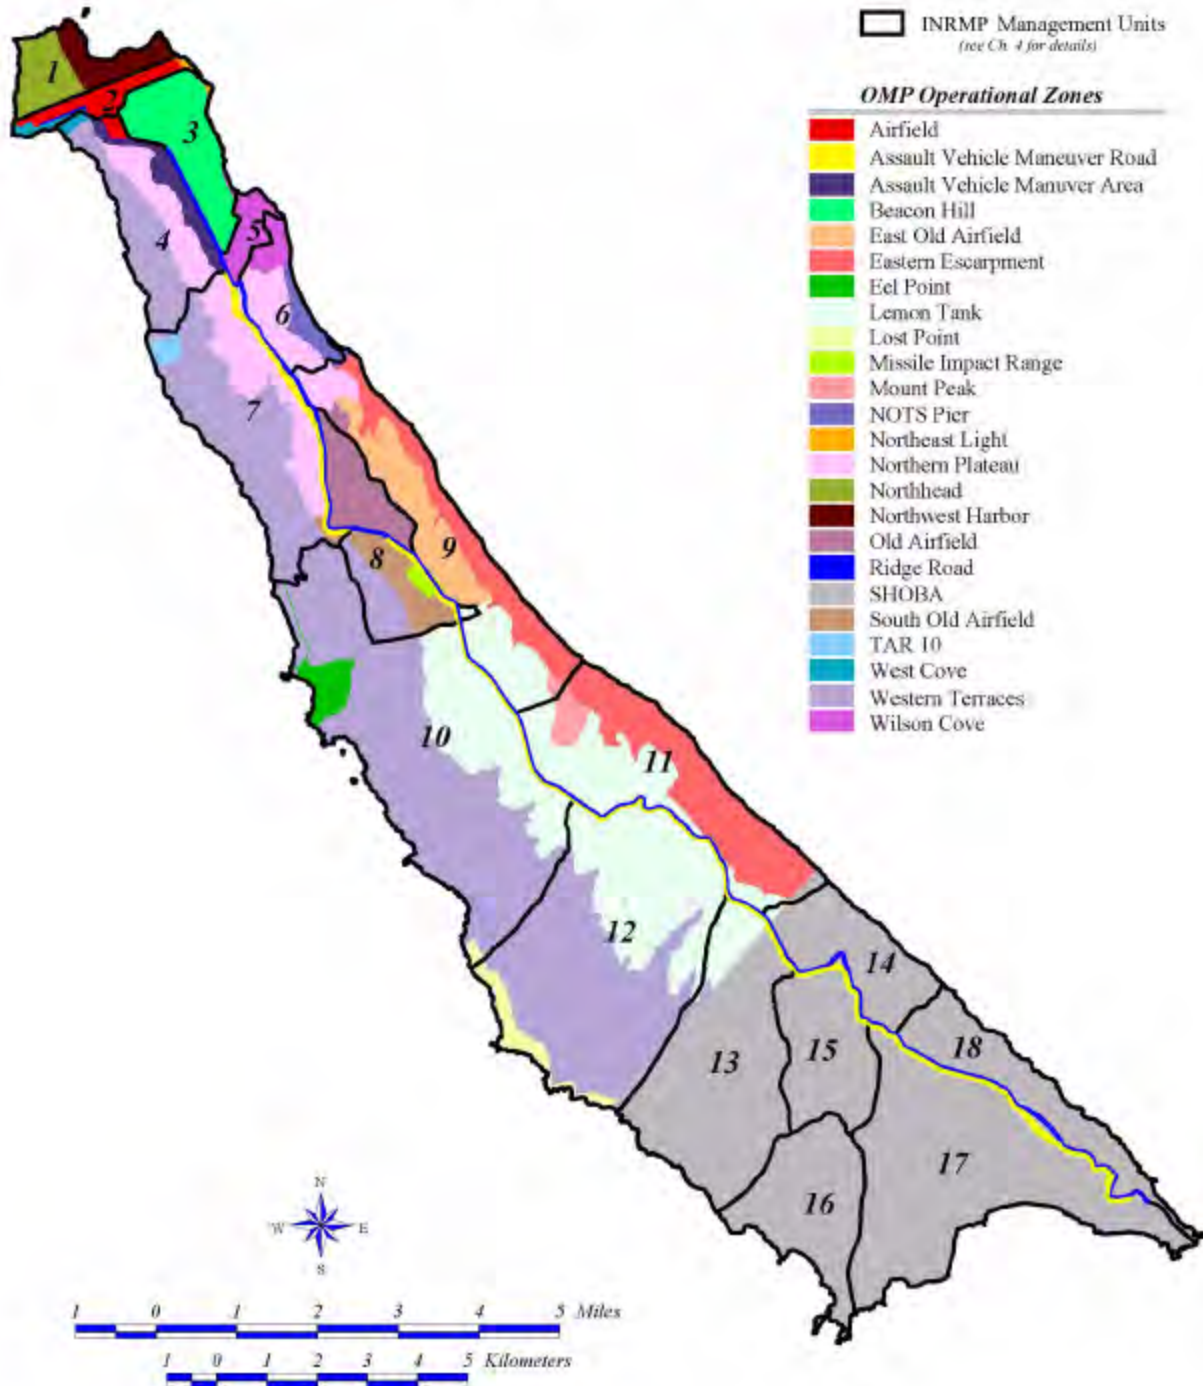 INRMP Management Units
(see Ch. 4 for details)
OMP Operational Zones
Airfield
Assault Vehicle Maneuver Road
Assault Vehicle Manuver Area
Beacon Hill
East Old Airfield
Eastern Escarpment
Eel Point
Lemon Tank
Lost Point
Missile Impact Range
Mount Peak
NOTS Pier
Northeast Light
Northern Plateau
Northhead
Northwest Harbor
Old Airfield
Ridge Road
SHOBA
South Old Airfield
TAR 10
West Cove
Western Terraces
Wilson Cove
1
2
3
4
5
6
7
8
9
10
11
12
13
14
15
16
17
18
N
W E
S
1 0 1 2 3 4 5 Miles
1 0 1 2 3 4 5 Kilometers